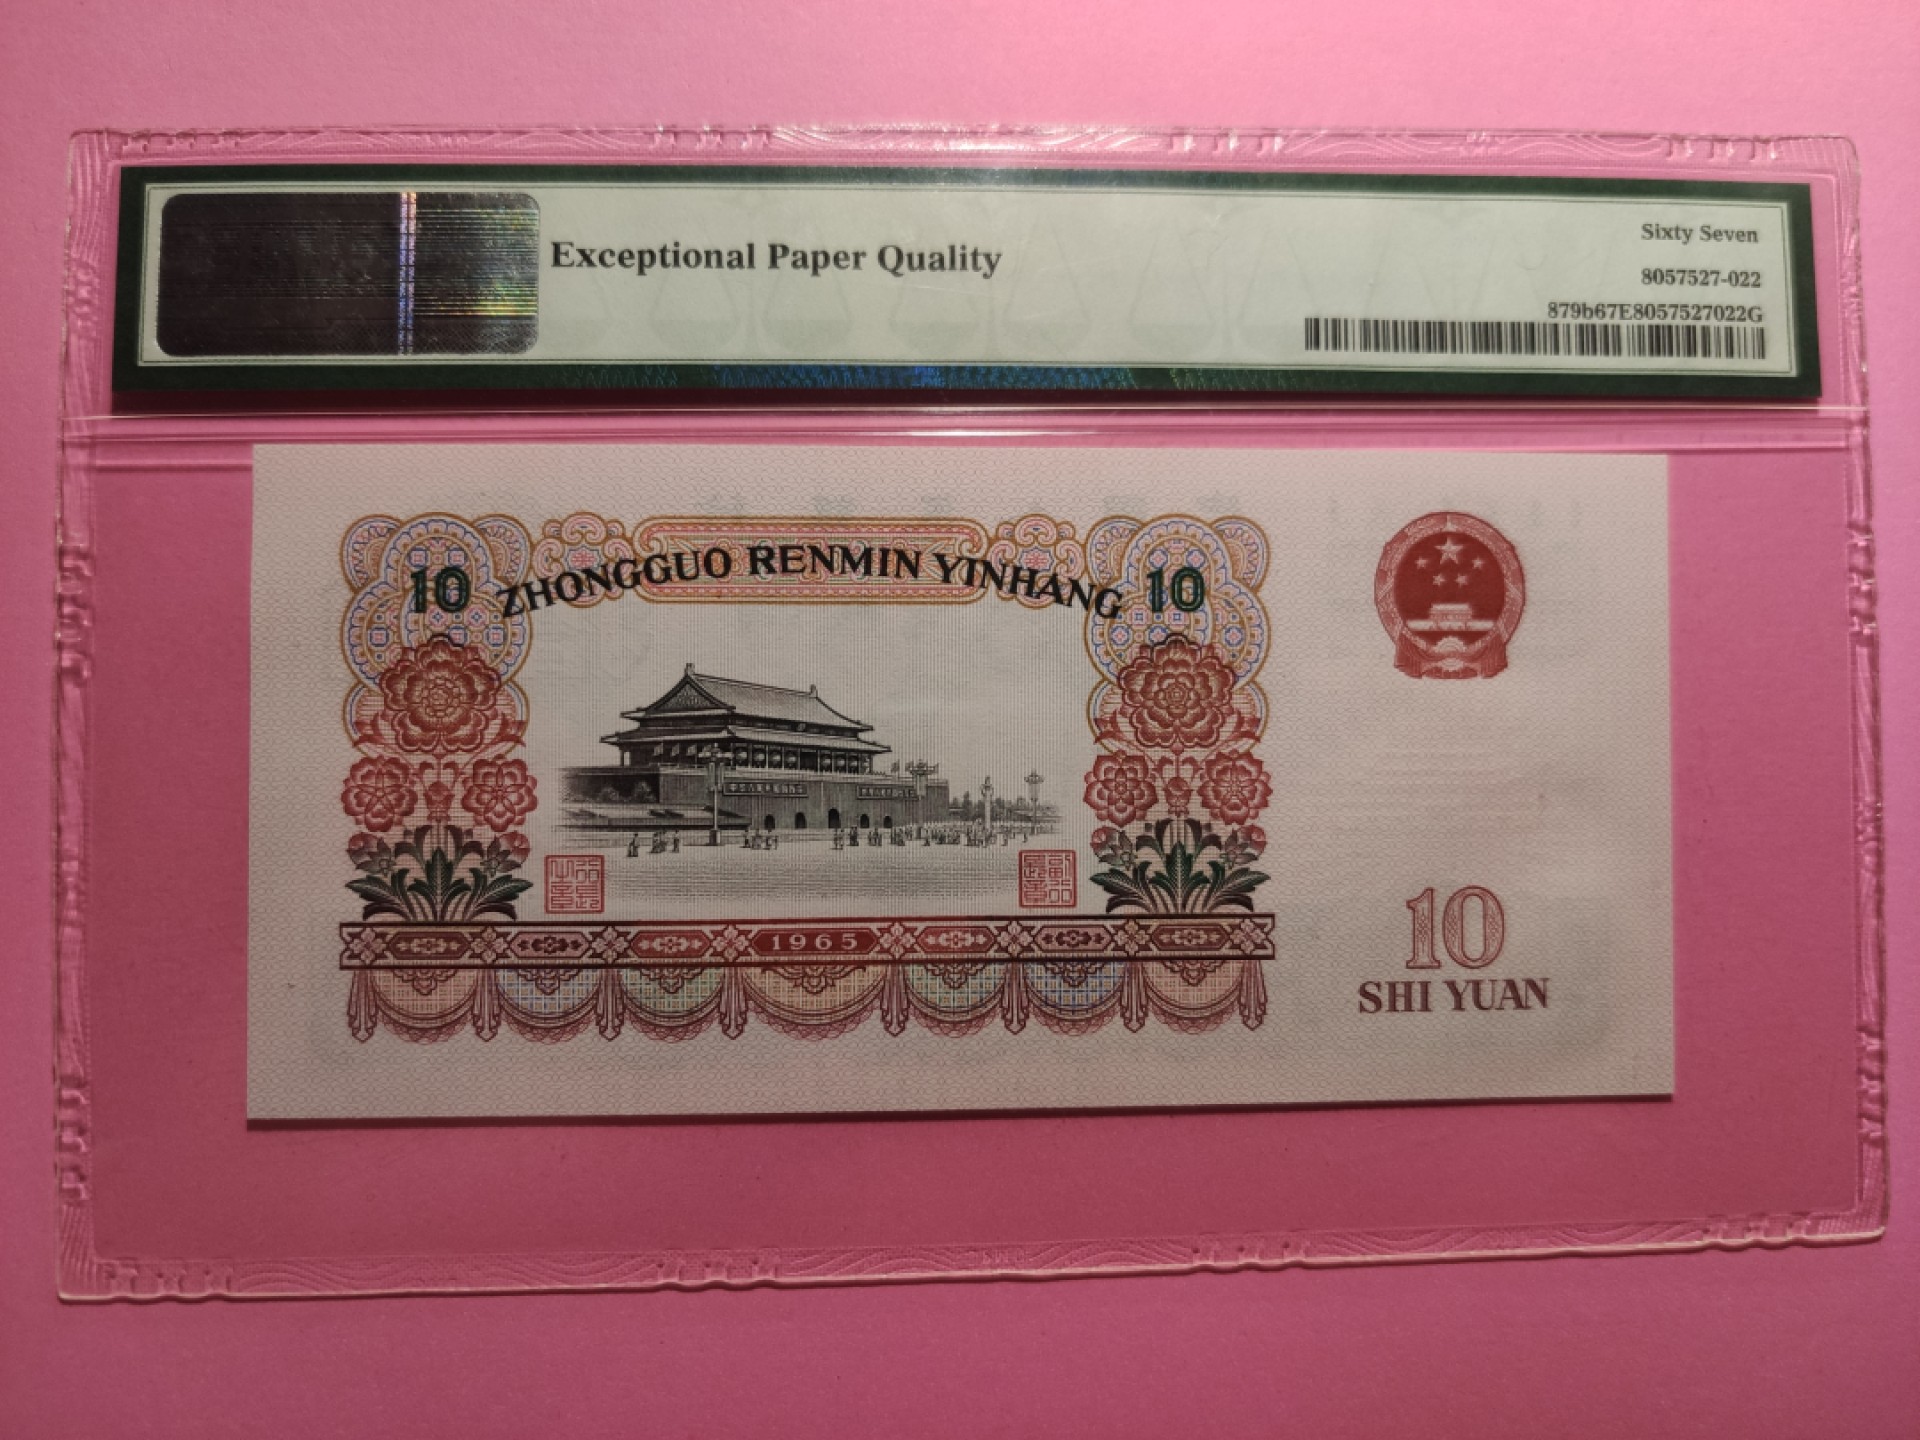 Exceptional Paper Quality
Sixty Seven
8057527-022
879b67E8057527022G
10 ZHONGGUO RENMIN YINHANG 10
1965
10
SHI YUAN